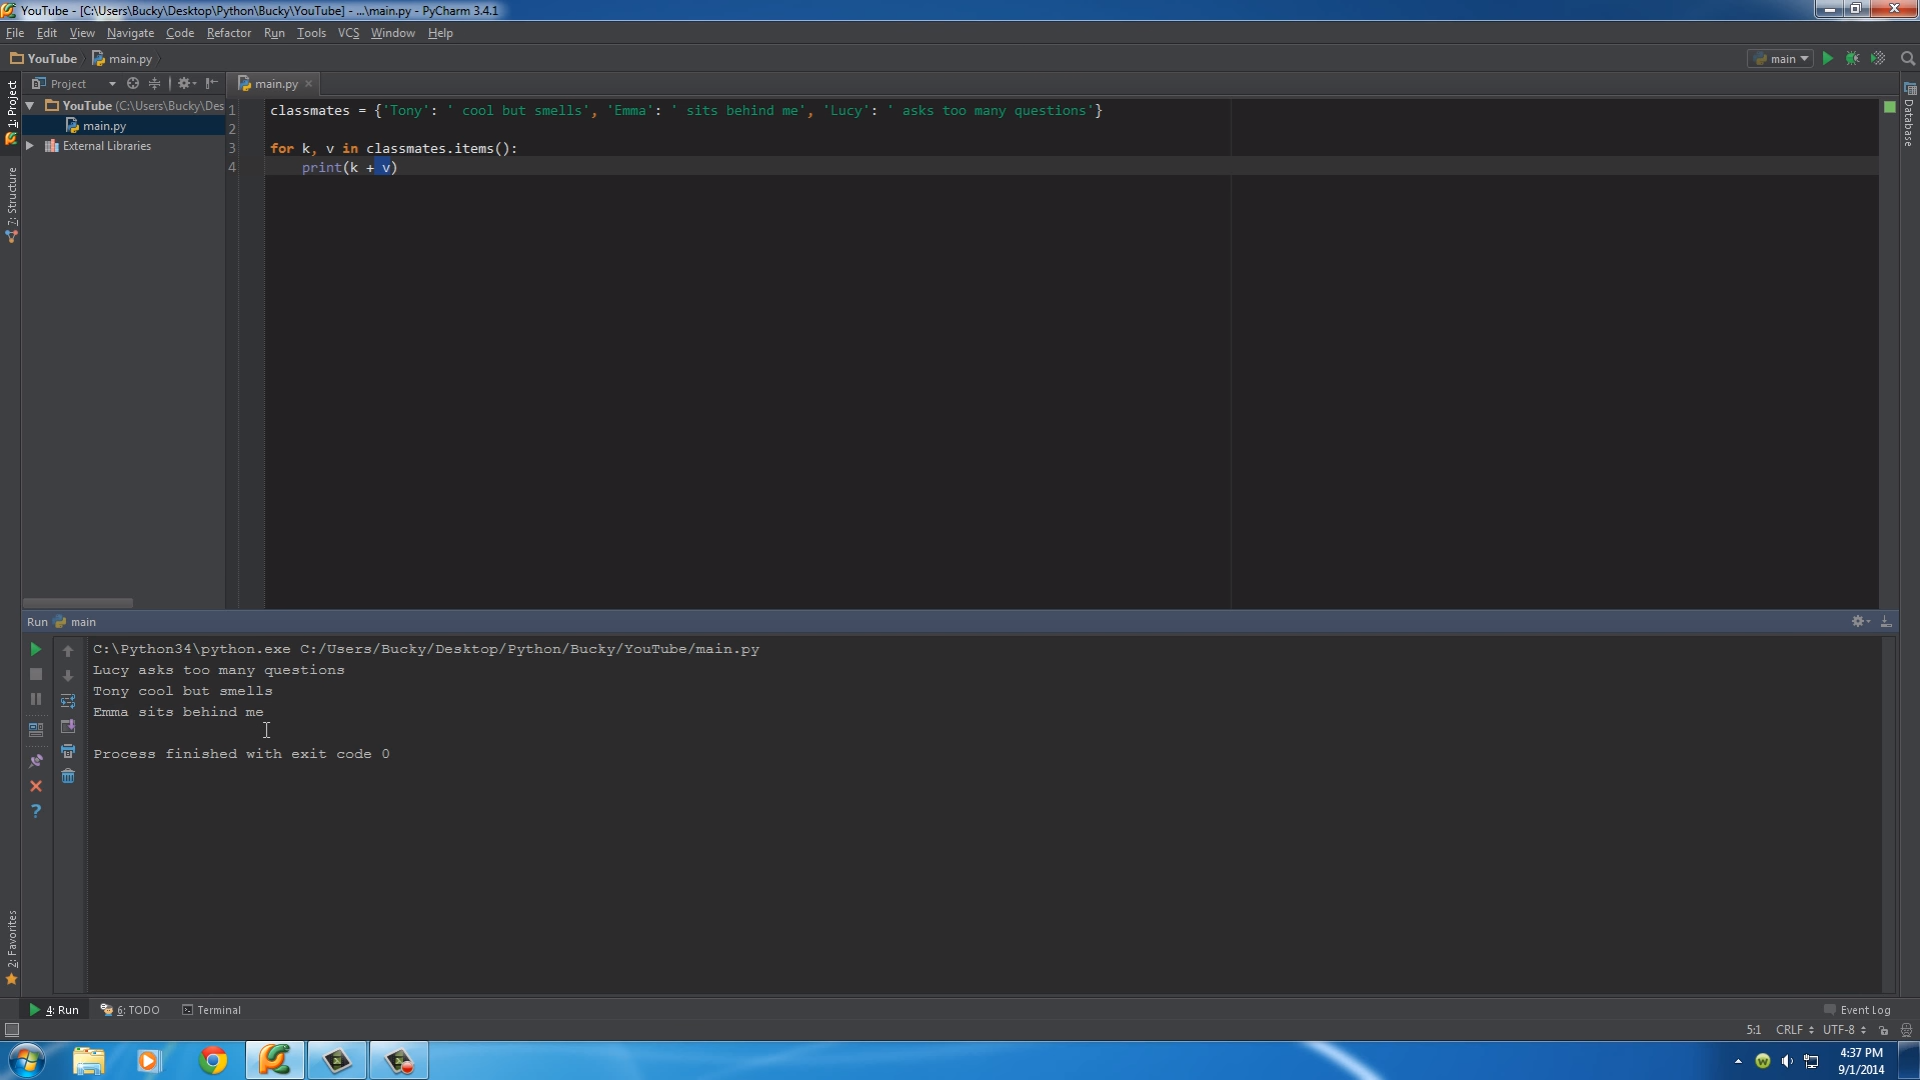 YouTube - [C:\Users\Bucky\Desktop\Python\Bucky\YouTube] - ...\main.py - PyCharm 3.4.1
File Edit View Navigate Code Refactor Run Tools VCS Window Help
YouTube main.py main
Project main.py
1: Project
YouTube (C:\Users\Bucky\Des
main.py
External Libraries
7: Structure
Database
1 classmates = {'Tony': ' cool but smells', 'Emma': ' sits behind me', 'Lucy': ' asks too many questions'}
2
3 for k, v in classmates.items():
4 print(k + v)
Run main
C:\Python34\python.exe C:/Users/Bucky/Desktop/Python/Bucky/YouTube/main.py
Lucy asks too many questions
Tony cool but smells
Emma sits behind me
Process finished with exit code 0
2: Favorites
4: Run 6: TODO Terminal Event Log
5:1 CRLF UTF-8
4:37 PM
9/1/2014